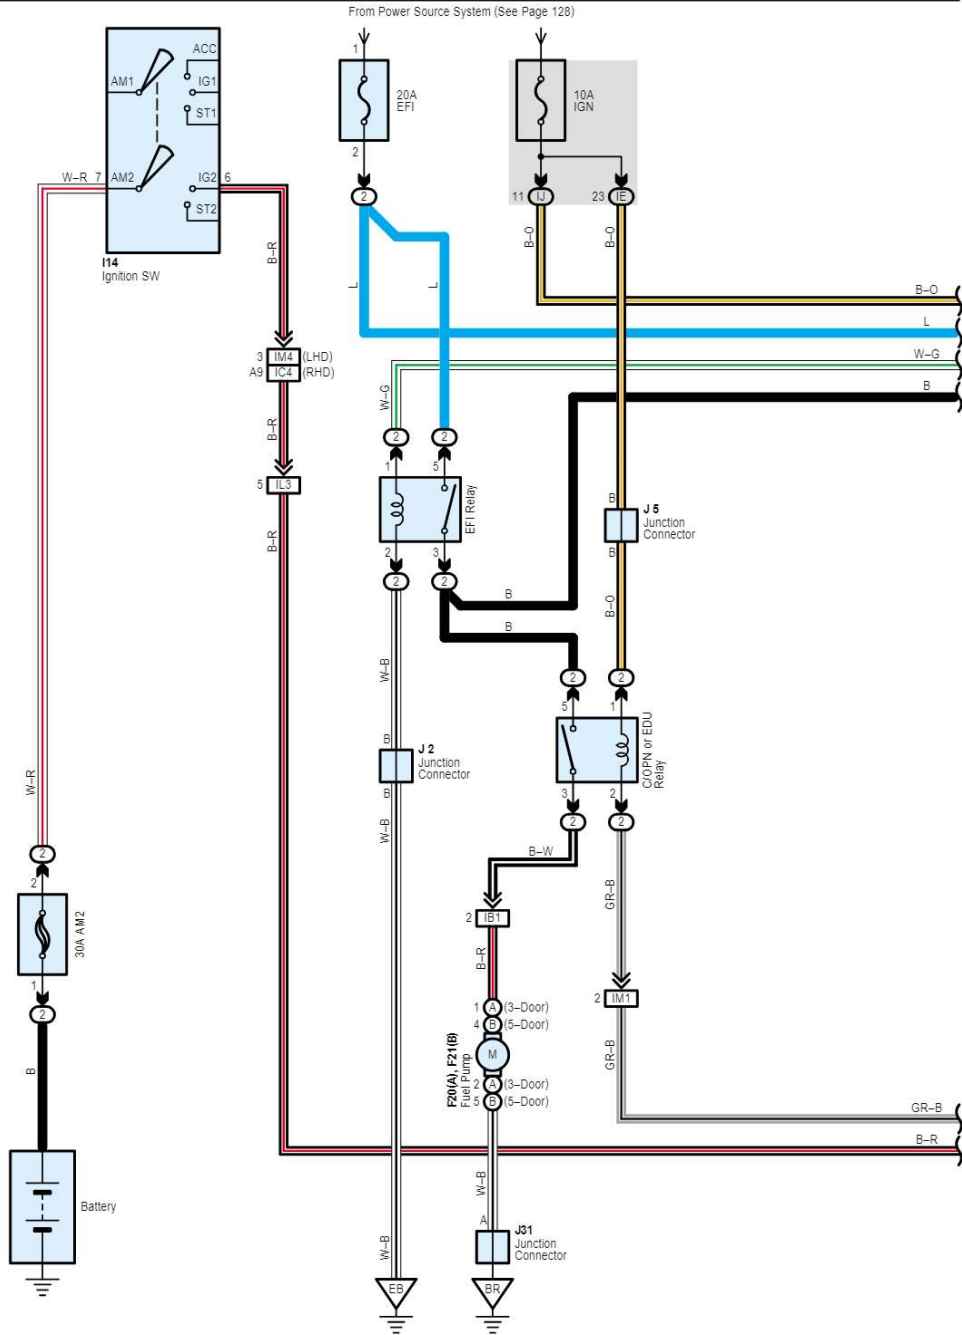 From Power Source System (See Page 128)
ACC
AM1
IG1
ST1
W–R 7 AM2
IG2 6
ST2
I14
Ignition SW
1
20A
EFI
2
2
10A
IGN
11 IJ
23 IE
B–O
B–O
B–R
L
L
B–O
L
W–G
B
3 IM4 (LHD)
A9 IC4 (RHD)
W–G
B–R
2
2
1
5
5 IL3
EFI Relay
B
J 5
Junction
Connector
B
B–R
2
3
2
2
B
B
B–O
W–B
2
2
5
1
B
J 2
Junction
Connector
B
C/OPN or EDU
Relay
W–R
3
2
2
2
W–B
B–W
2
2
GR–B
2 IB1
30A AM2
B–R
1
2
2 IM1
1 A (3–Door)
4 B (5–Door)
M
F20(A), F21(B)
Fuel Pump
GR–B
2 A (3–Door)
5 B (5–Door)
B
GR–B
B–R
Battery
W–B
A
J31
Junction
Connector
W–B
EB
BR